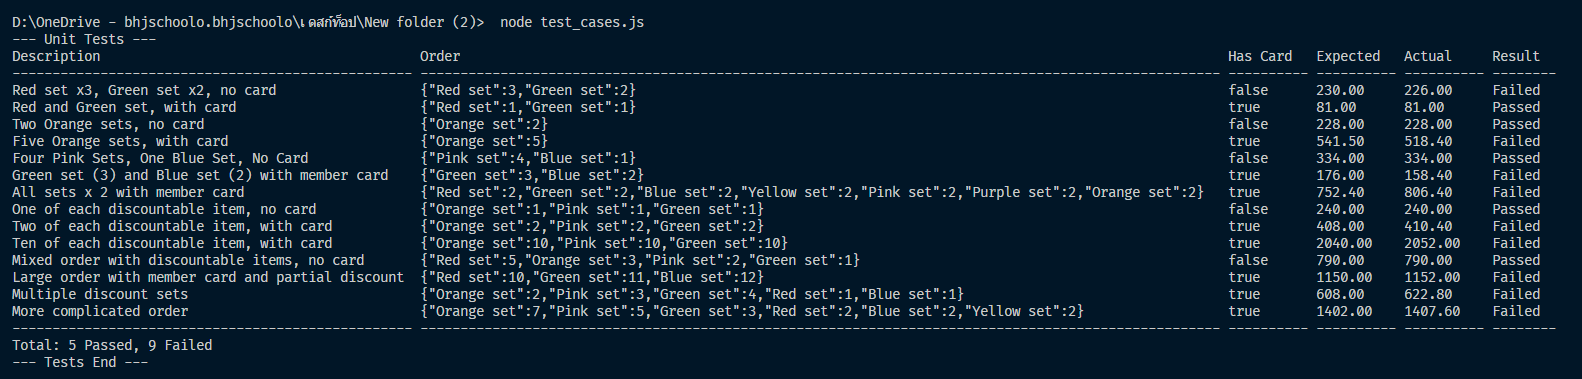 D:\OneDrive - bhjschoolo.bhjschoolo\เดสก์ท็อป\New folder (2)>  node test_cases.js
--- Unit Tests ---
Description Order Has Card Expected Actual Result
-------------------------------------------------- ---------------------------------------------------------------------------------------------------- ---------- ---------- ---------- --------
Red set x3, Green set x2, no card {"Red set":3,"Green set":2} false 230.00 226.00 Failed
Red and Green set, with card {"Red set":1,"Green set":1} true 81.00 81.00 Passed
Two Orange sets, no card {"Orange set":2} false 228.00 228.00 Passed
Five Orange sets, with card {"Orange set":5} true 541.50 518.40 Failed
Four Pink Sets, One Blue Set, No Card {"Pink set":4,"Blue set":1} false 334.00 334.00 Passed
Green set (3) and Blue set (2) with member card {"Green set":3,"Blue set":2} true 176.00 158.40 Failed
All sets x 2 with member card {"Red set":2,"Green set":2,"Blue set":2,"Yellow set":2,"Pink set":2,"Purple set":2,"Orange set":2} true 752.40 806.40 Failed
One of each discountable item, no card {"Orange set":1,"Pink set":1,"Green set":1} false 240.00 240.00 Passed
Two of each discountable item, with card {"Orange set":2,"Pink set":2,"Green set":2} true 408.00 410.40 Failed
Ten of each discountable item, with card {"Orange set":10,"Pink set":10,"Green set":10} true 2040.00 2052.00 Failed
Mixed order with discountable items, no card {"Red set":5,"Orange set":3,"Pink set":2,"Green set":1} false 790.00 790.00 Passed
Large order with member card and partial discount {"Red set":10,"Green set":11,"Blue set":12} true 1150.00 1152.00 Failed
Multiple discount sets {"Orange set":2,"Pink set":3,"Green set":4,"Red set":1,"Blue set":1} true 608.00 622.80 Failed
More complicated order {"Orange set":7,"Pink set":5,"Green set":3,"Red set":2,"Blue set":2,"Yellow set":2} true 1402.00 1407.60 Failed
-------------------------------------------------- ---------------------------------------------------------------------------------------------------- ---------- ---------- ---------- --------
Total: 5 Passed, 9 Failed
--- Tests End ---